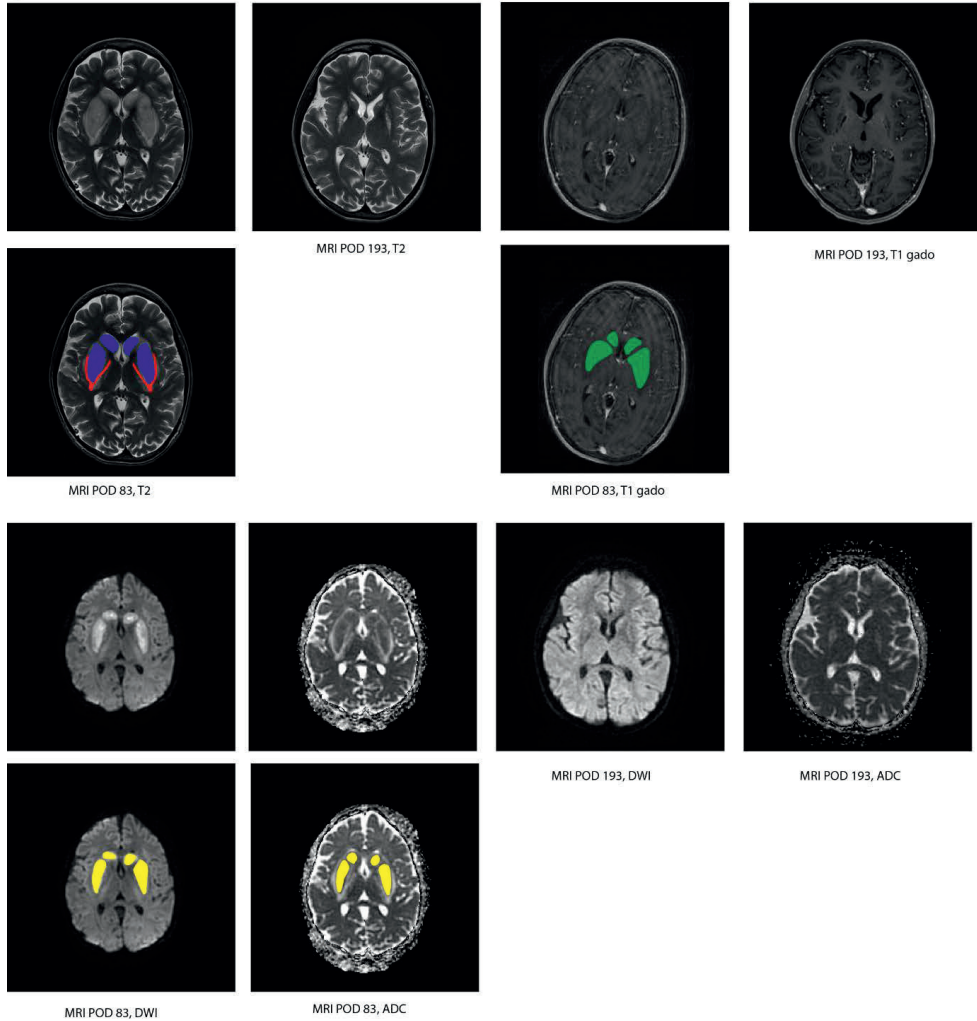 MRI POD 193, T2
MRI POD 193, T1 gado
MRI POD 83, T2
MRI POD 83, T1 gado
MRI POD 193, DWI
MRI POD 193, ADC
MRI POD 83, DWI
MRI POD 83, ADC